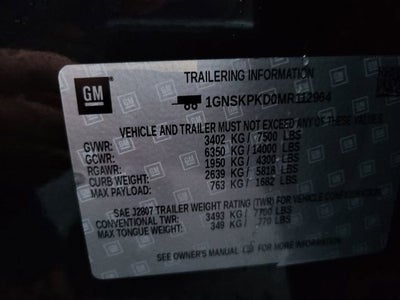 GM
TRAILERING INFORMATION
1GNSKPKD0MR112964
VEHICLE AND TRAILER MUST NOT EXCEED ANY OF THESE VALUES
GVWR: 3402 KG / 7500 LBS
GCWR: 6350 KG / 14000 LBS
RGAWR: 1950 KG / 4300 LBS
CURB WEIGHT: 2639 KG / 5818 LBS
MAX PAYLOAD: 763 KG / 1682 LBS
SAE J2807 TRAILER WEIGHT RATING (TWR) FOR VEHICLE CONFIGURATION
CONVENTIONAL TWR: 3493 KG / 7700 LBS
MAX TONGUE WEIGHT: 349 KG / 770 LBS
SEE OWNER'S MANUAL FOR MORE INFORMATION